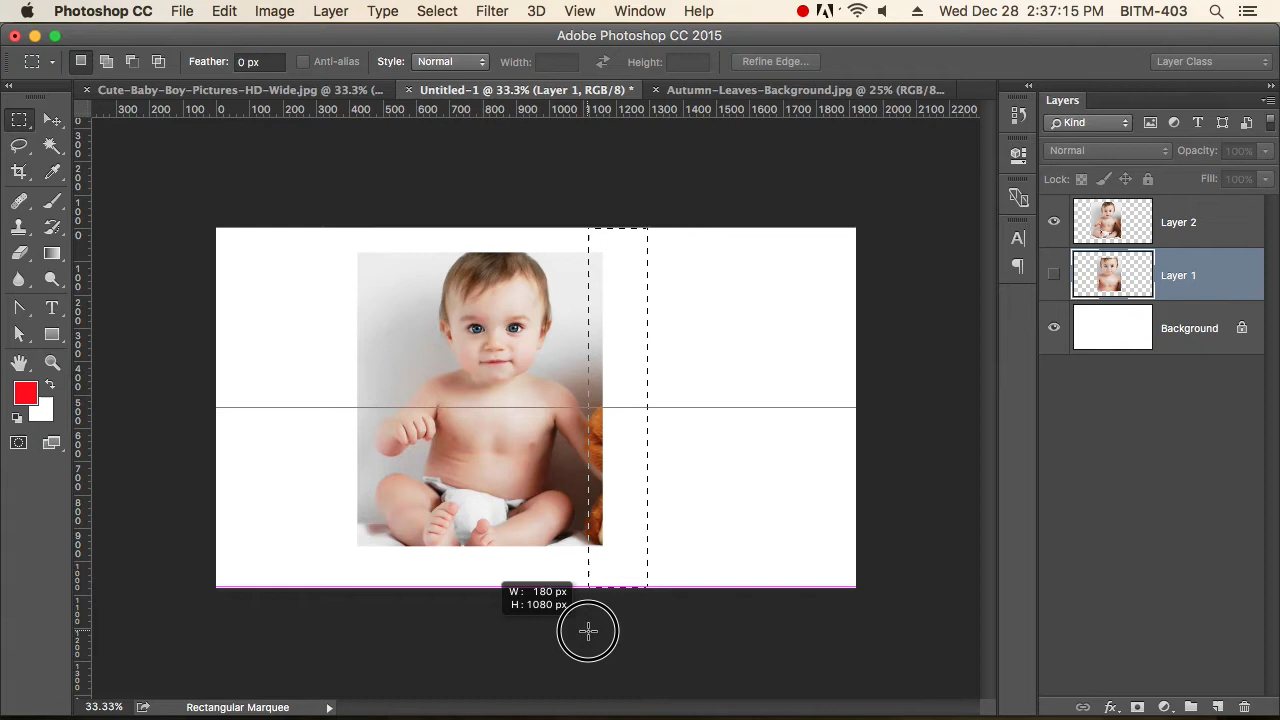 Photoshop CC File Edit Image Layer Type Select Filter 3D View Window Help Wed Dec 28 2:37:15 PM BITM-403
Adobe Photoshop CC 2015
Feather: 0 px Anti-alias Style: Normal Width: Height: Refine Edge... Layer Class
Cute-Baby-Boy-Pictures-HD-Wide.jpg @ 33.3% (... Untitled-1 @ 33.3% (Layer 1, RGB/8) * Autumn-Leaves-Background.jpg @ 25% (RGB/8...
300 200 100 0 100 200 300 400 500 600 700 800 900 1000 1100 1200 1300 1400 1500 1600 1700 1800 1900 2000 2100 2200
Layers
Kind
Normal Opacity: 100%
Lock: Fill: 100%
Layer 2
Layer 1
Background
W: 180 px
H: 1080 px
33.33% Rectangular Marquee